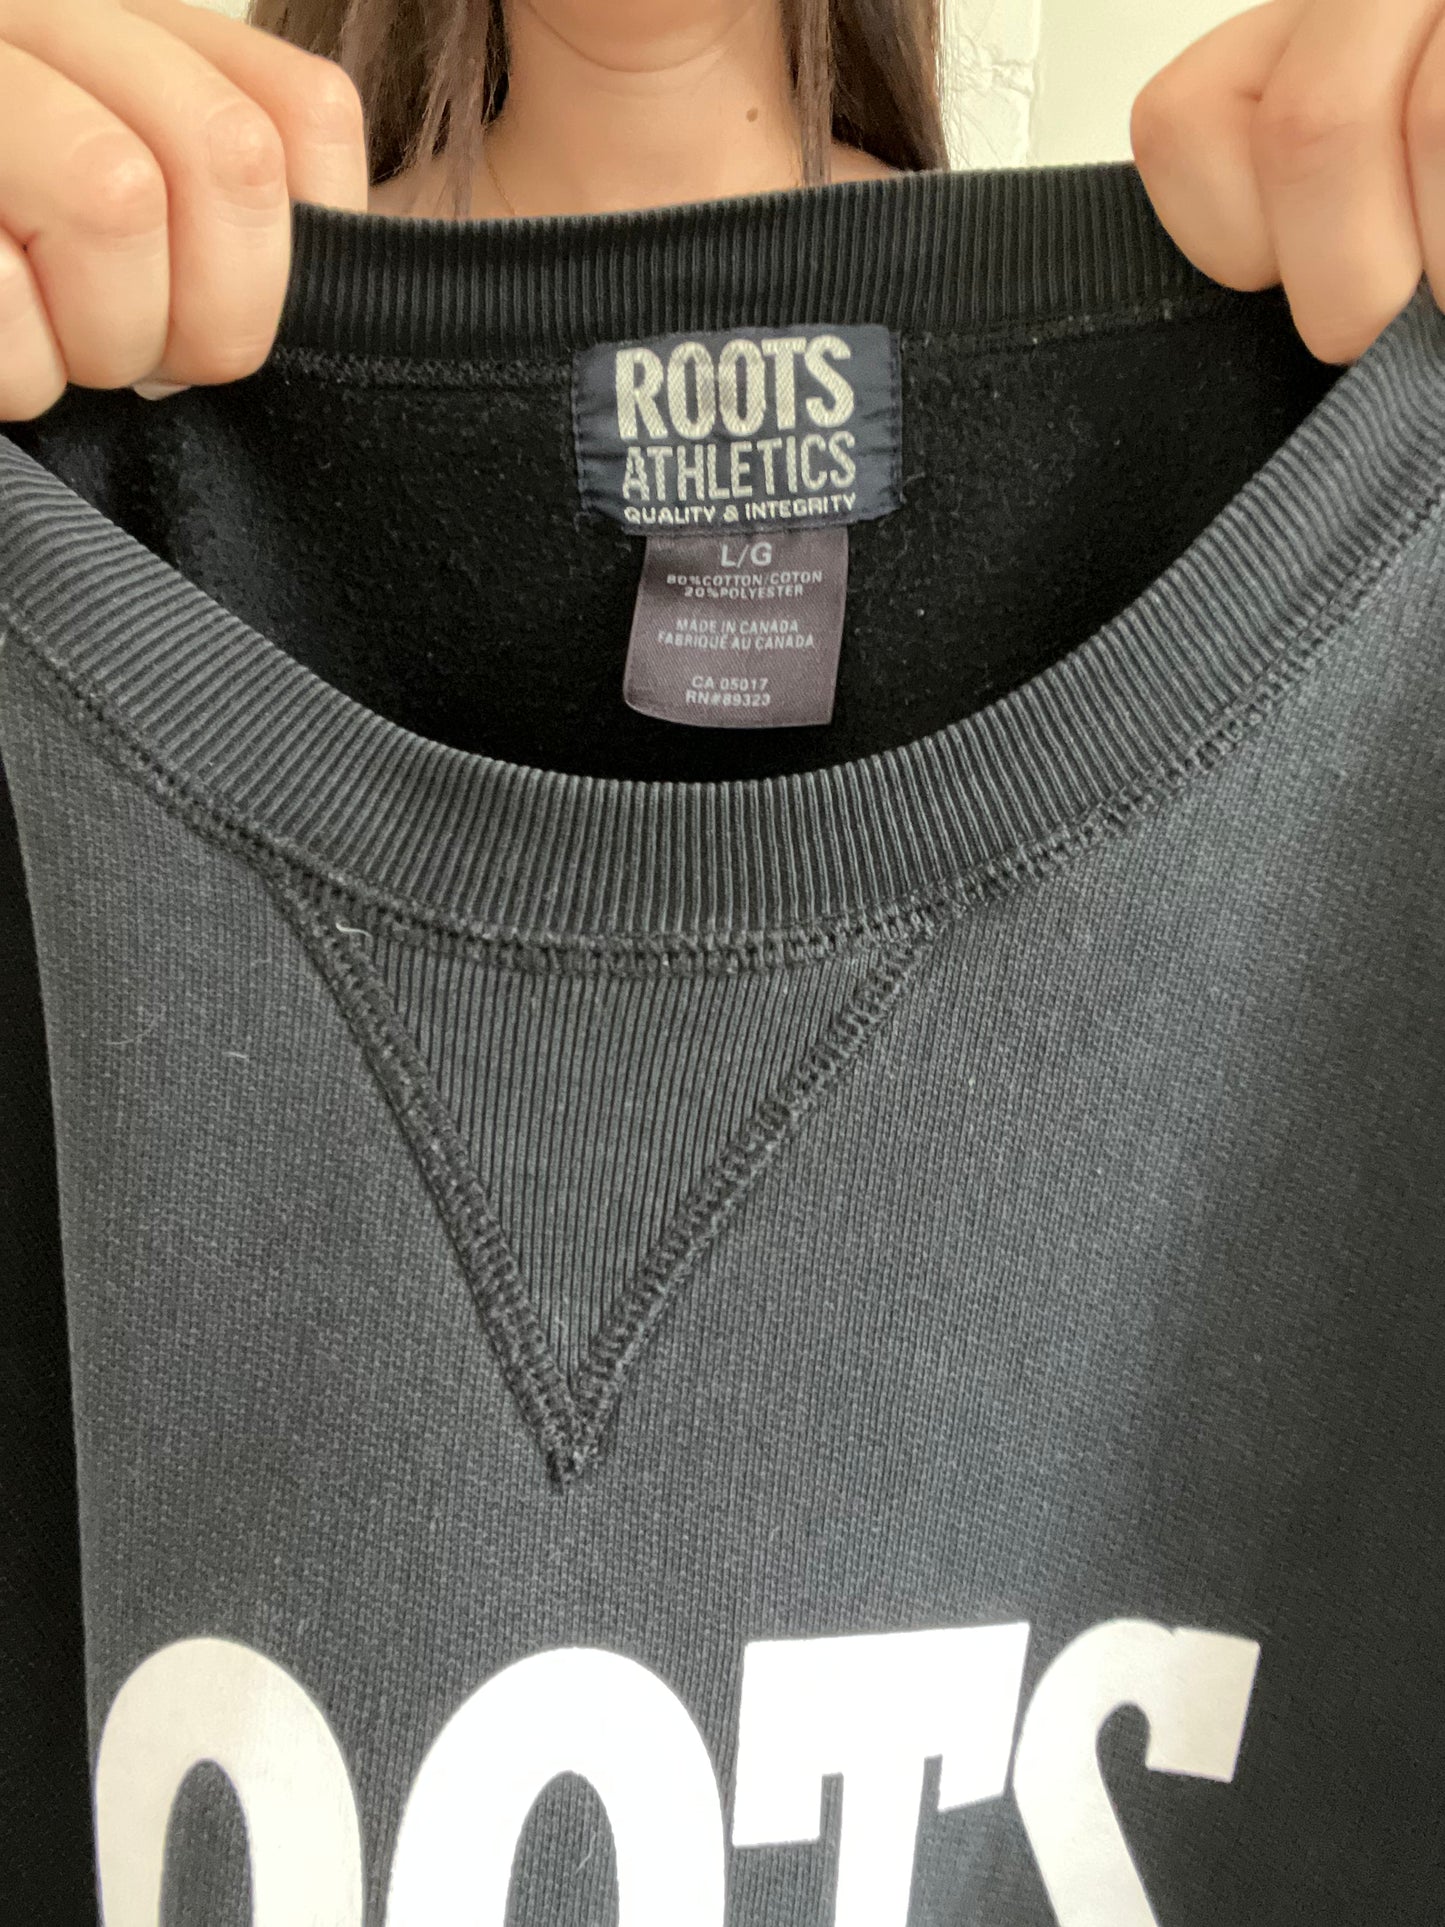 ROOTS
ATHLETICS
QUALITY & INTEGRITY
L/G
80%COTTON/COTON
20%POLYESTER
MADE IN CANADA
FABRIQUÉ AU CANADA
CA 05017
RN#89323
OOTS